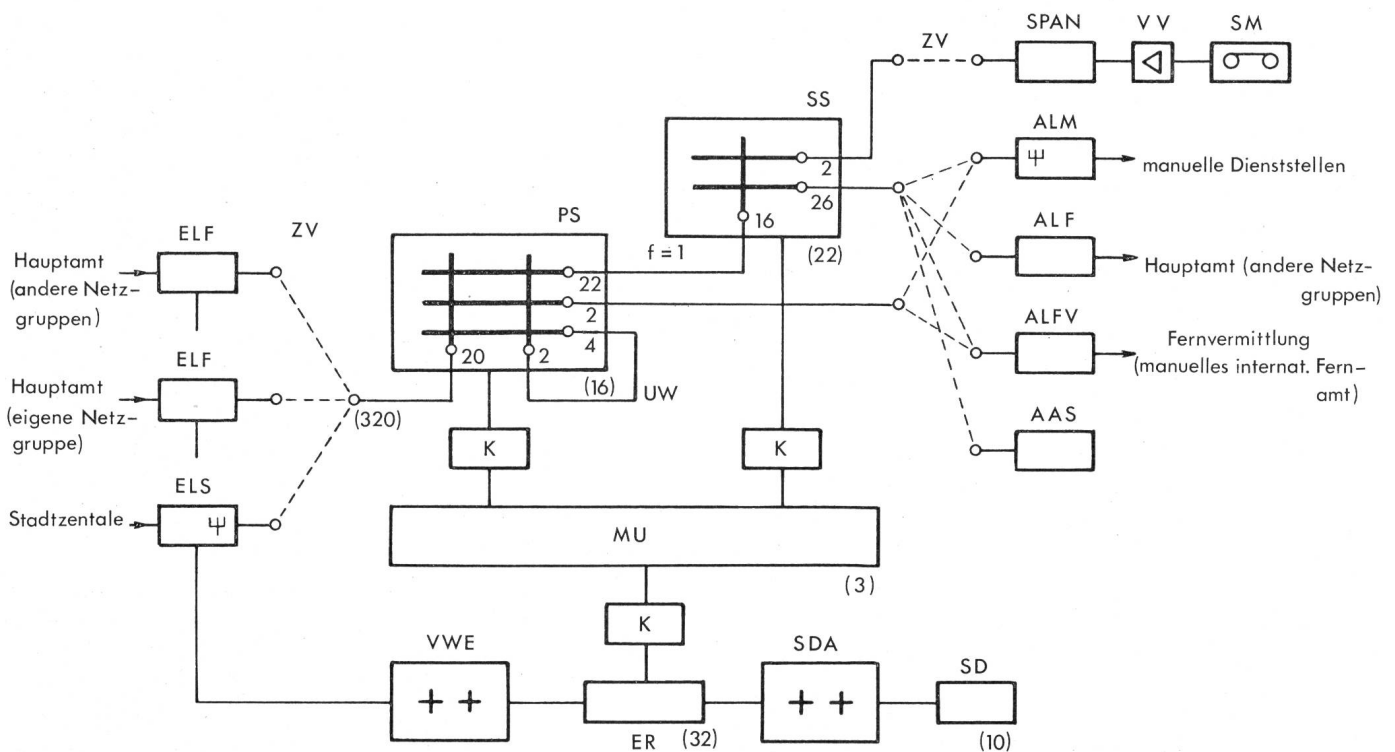 SPAN
VV
SM
ZV
SS
2
26
16
(22)
ALM
manuelle Dienststellen
ALF
Hauptamt (andere Netz-
gruppen)
ALFV
Fernvermittlung
(manuelles internat. Fern-
amt)
AAS
PS
f=1
22
2
4
20
2
(16)
UW
ELF
ZV
Hauptamt
(andere Netz-
gruppen)
ELF
Hauptamt
(eigene Netz-
gruppe)
(320)
ELS
Stadtzentale
K
K
MU
(3)
K
VWE
SDA
SD
ER
(32)
(10)